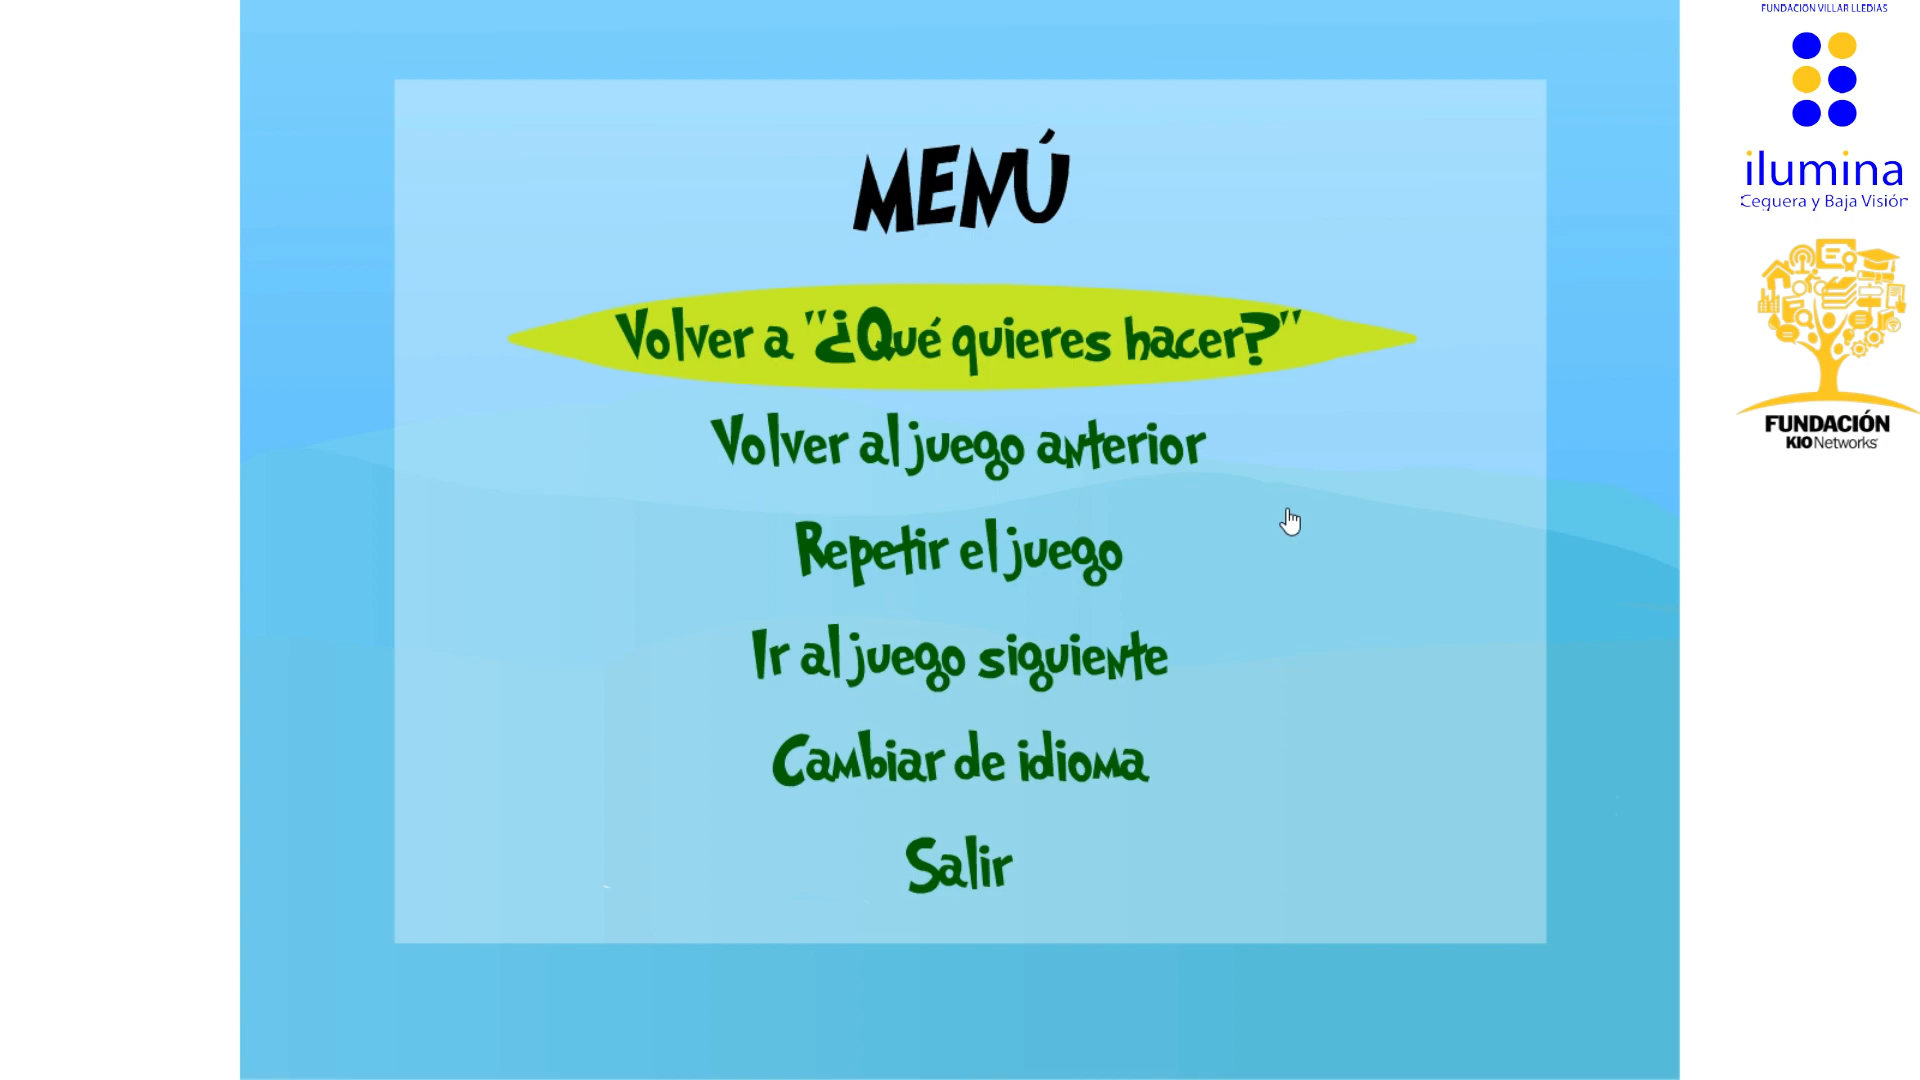 MENÚ
Volver a "¿Qué quieres hacer?"
Volver al juego anterior
Repetir el juego
Ir al juego siguiente
Cambiar de idioma
Salir
FUNDACIÓN VILLAR LLEDIAS
ilumina
Ceguera y Baja Visión
FUNDACIÓN
KIO Networks